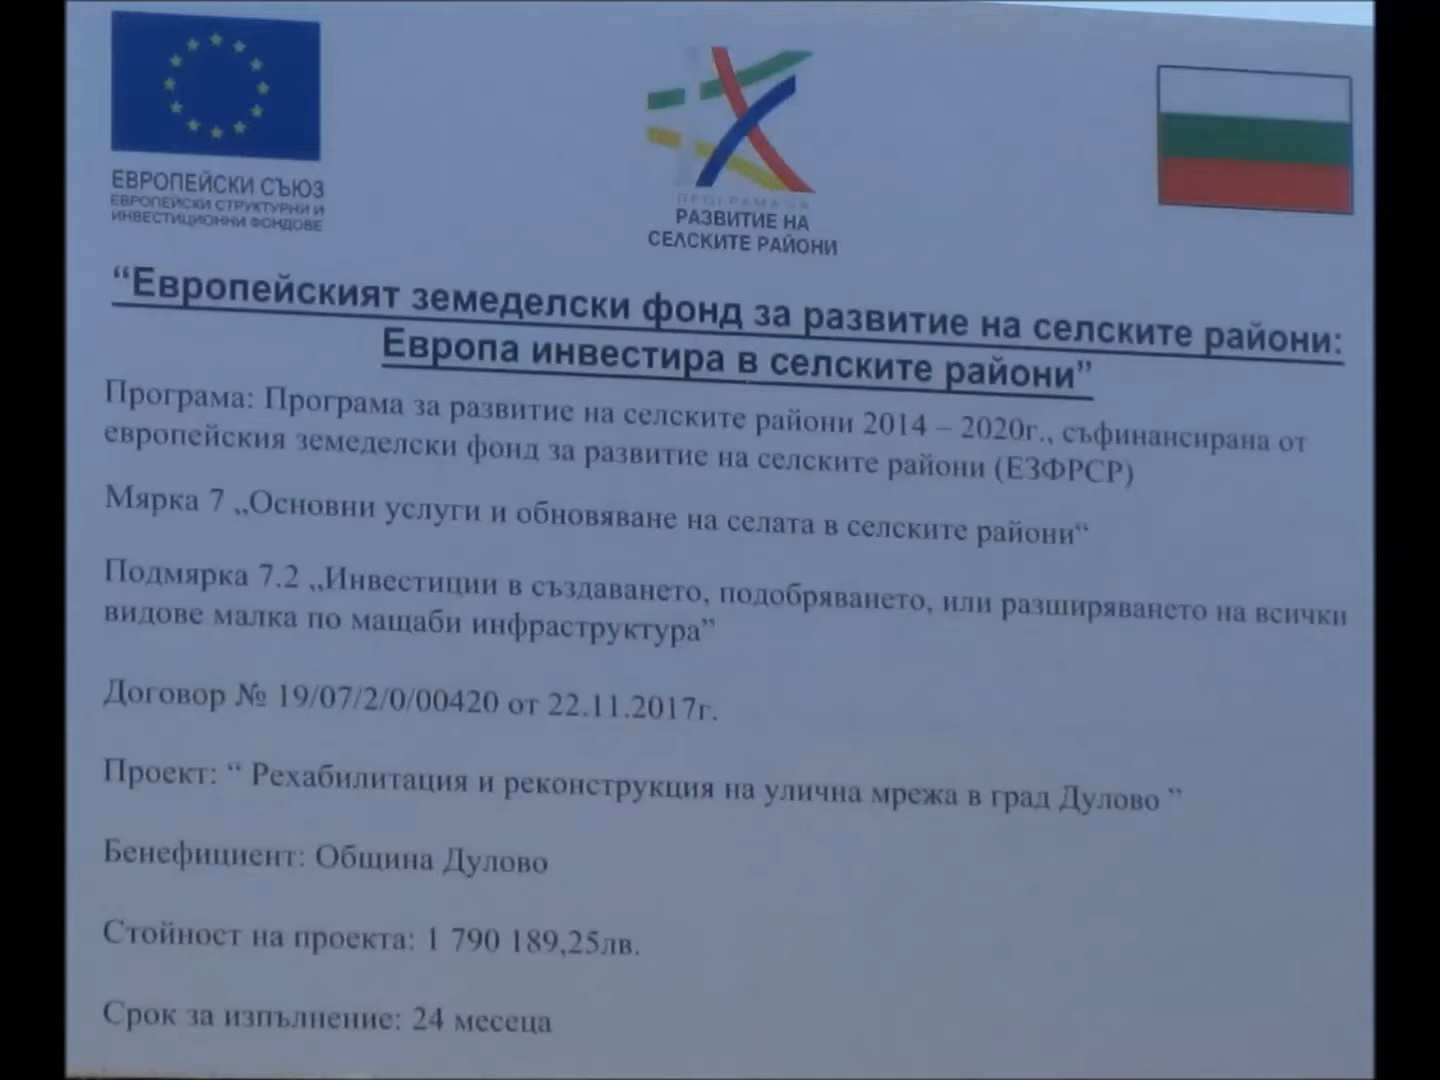 ЕВРОПЕЙСКИ СЪЮЗ
ЕВРОПЕЙСКИ СТРУКТУРНИ И
ИНВЕСТИЦИОННИ ФОНДОВЕ
ПРОГРАМА ЗА
РАЗВИТИЕ НА
СЕЛСКИТЕ РАЙОНИ
“Европейският земеделски фонд за развитие на селските райони:
Европа инвестира в селските райони”
Програма: Програма за развитие на селските райони 2014 – 2020г., съфинансирана от
европейския земеделски фонд за развитие на селските райони (ЕЗФРСР)
Мярка 7 „Основни услуги и обновяване на селата в селските райони“
Подмярка 7.2 „Инвестиции в създаването, подобряването, или разширяването на всички
видове малка по мащаби инфраструктура”
Договор № 19/07/2/0/00420 от 22.11.2017г.
Проект: “ Рехабилитация и реконструкция на улична мрежа в град Дулово ”
Бенефициент: Община Дулово
Стойност на проекта: 1 790 189,25лв.
Срок за изпълнение: 24 месеца